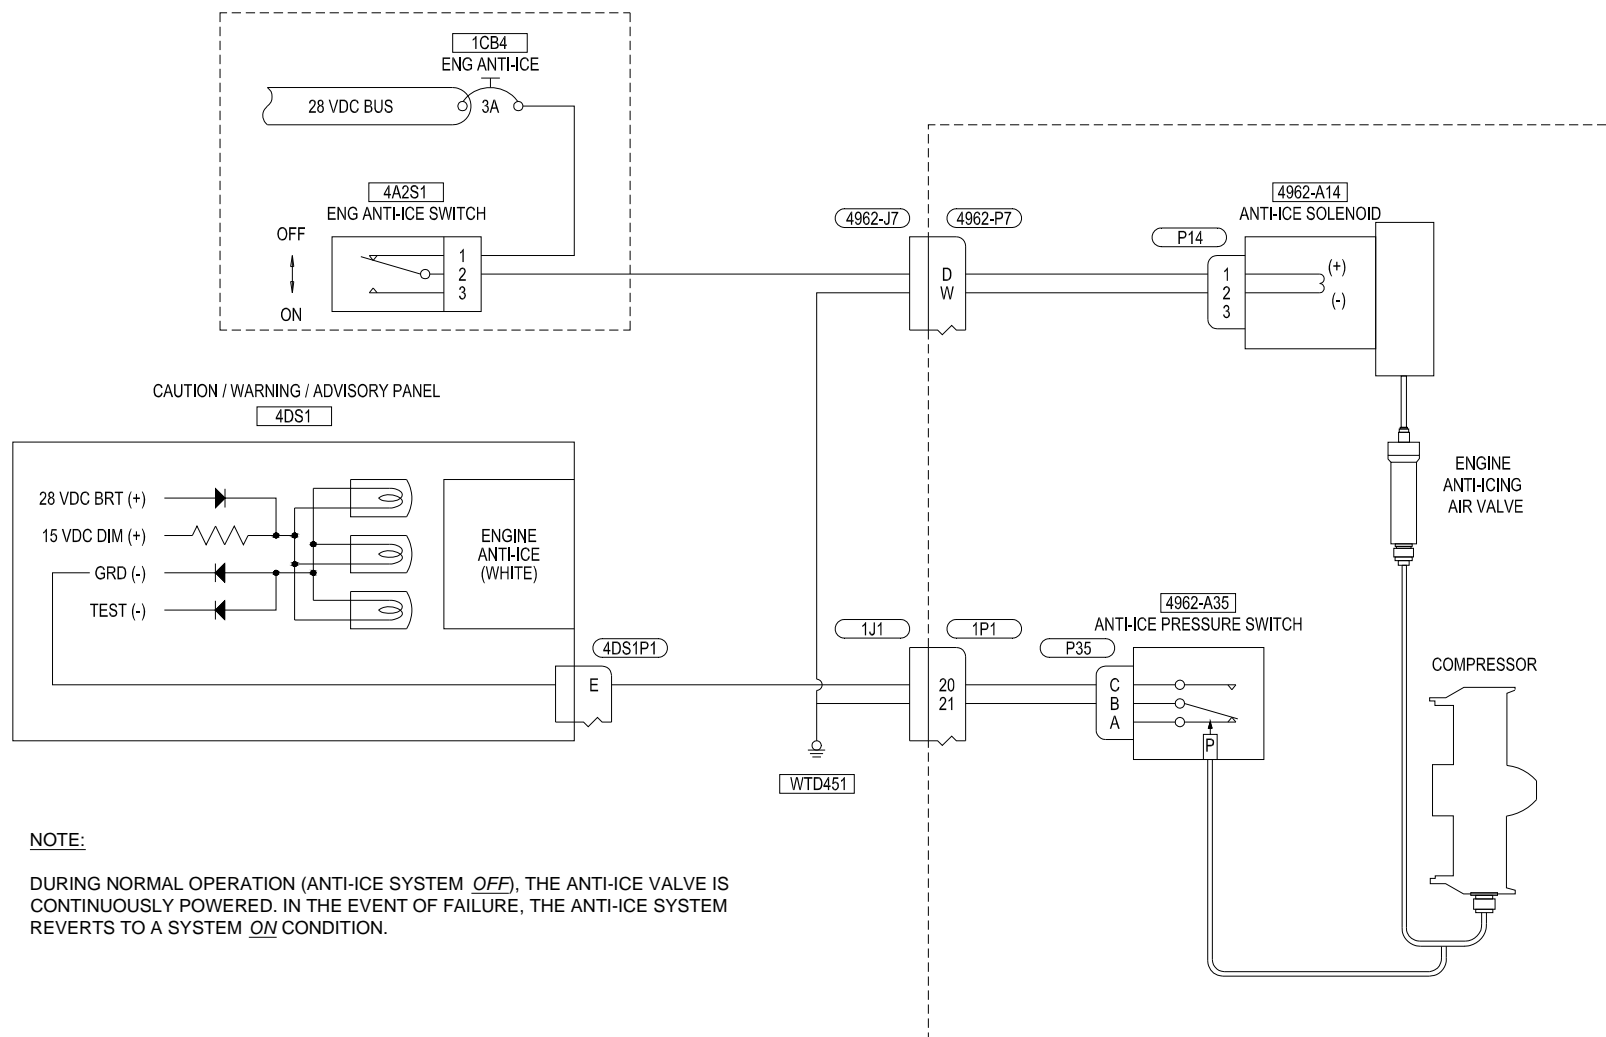 1CB4
ENG ANTI-ICE
28 VDC BUS
3A
4A2S1
ENG ANTI-ICE SWITCH
OFF
ON
1
2
3
4962-J7
4962-P7
D
W
P14
1
2
3
4962-A14
ANTI-ICE SOLENOID
(+)
(-)
CAUTION / WARNING / ADVISORY PANEL
4DS1
28 VDC BRT (+)
15 VDC DIM (+)
GRD (-)
TEST (-)
ENGINE
ANTI-ICE
(WHITE)
4DS1P1
E
ENGINE
ANTI-ICING
AIR VALVE
1J1
1P1
20
21
4962-A35
ANTI-ICE PRESSURE SWITCH
P35
C
B
A
P
COMPRESSOR
WTD451
NOTE:
DURING NORMAL OPERATION (ANTI-ICE SYSTEM OFF), THE ANTI-ICE VALVE IS
CONTINUOUSLY POWERED. IN THE EVENT OF FAILURE, THE ANTI-ICE SYSTEM
REVERTS TO A SYSTEM ON CONDITION.